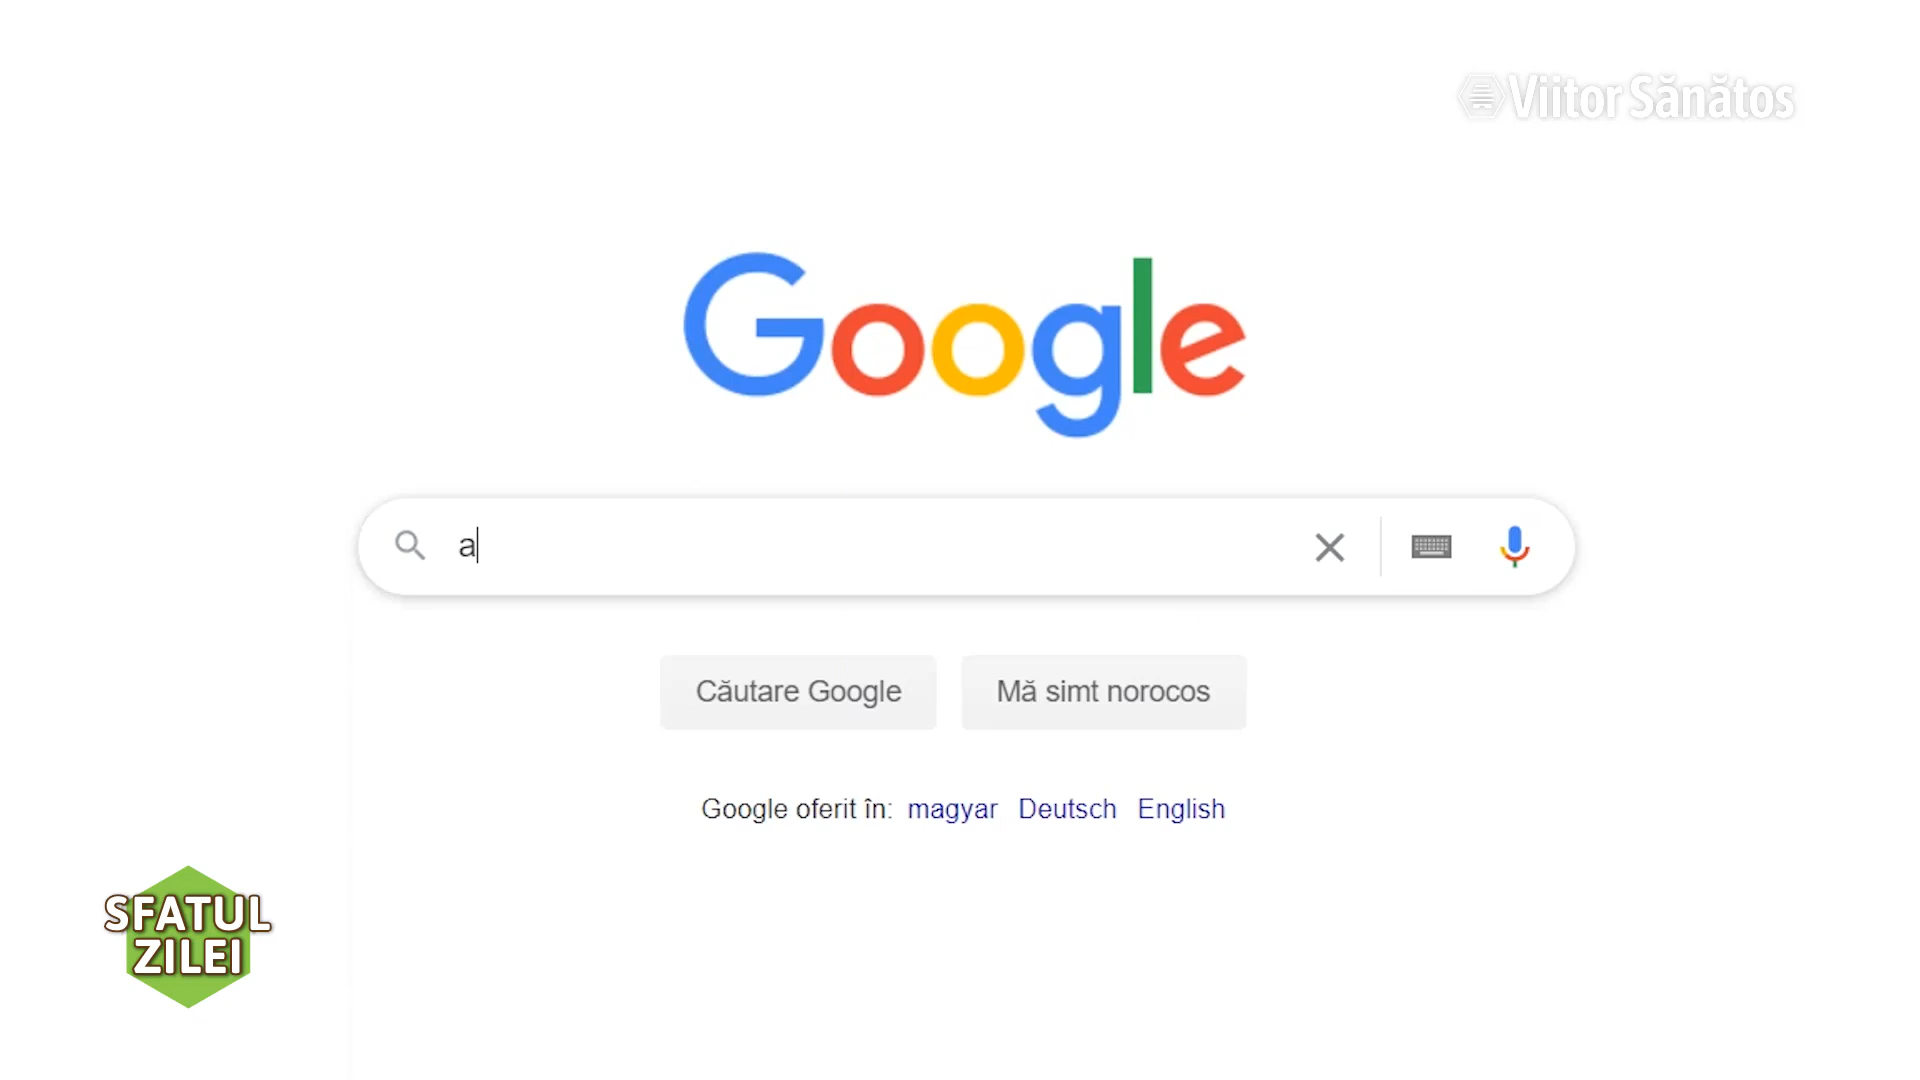 Viitor Sănătos
Google
a
Căutare Google Mă simt norocos
Google oferit în: magyar Deutsch English
SFATUL
ZILEI